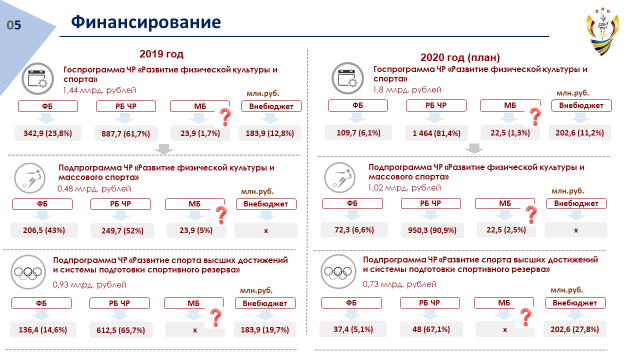 05
Финансирование
2019 год
Госпрограмма ЧР «Развитие физической культуры и
спорта»
1,44 млрд. рублей
млн.руб.
ФБ
РБ ЧР
МБ
Внебюджет
?
342,9 (23,8%)
887,7 (61,7%)
23,9 (1,7%)
183,9 (12,8%)
Подпрограмма ЧР «Развитие физической культуры и
массового спорта»
0,48 млрд. рублей
млн.руб.
ФБ
РБ ЧР
МБ
Внебюджет
?
206,5 (43%)
249,7 (52%)
23,9 (5%)
х
Подпрограмма ЧР «Развитие спорта высших достижений
и системы подготовки спортивного резерва»
0,93 млрд. рублей
млн.руб.
ФБ
РБ ЧР
МБ
Внебюджет
?
136,4 (14,6%)
612,5 (65,7%)
х
183,9 (19,7%)
2020 год (план)
Госпрограмма ЧР «Развитие физической культуры и
спорта»
1,8 млрд. рублей
млн.руб.
ФБ
РБ ЧР
МБ
Внебюджет
?
109,7 (6,1%)
1 464 (81,4%)
22,5 (1,3%)
202,6 (11,2%)
Подпрограмма ЧР «Развитие физической культуры и
массового спорта»
1,02 млрд. рублей
млн.руб.
ФБ
РБ ЧР
МБ
Внебюджет
?
72,3 (6,6%)
950,3 (90,9%)
22,5 (2,5%)
х
Подпрограмма ЧР «Развитие спорта высших достижений
и системы подготовки спортивного резерва»
0,73 млрд. рублей
млн.руб.
ФБ
РБ ЧР
МБ
Внебюджет
?
37,4 (5,1%)
48 (67,1%)
х
202,6 (27,8%)